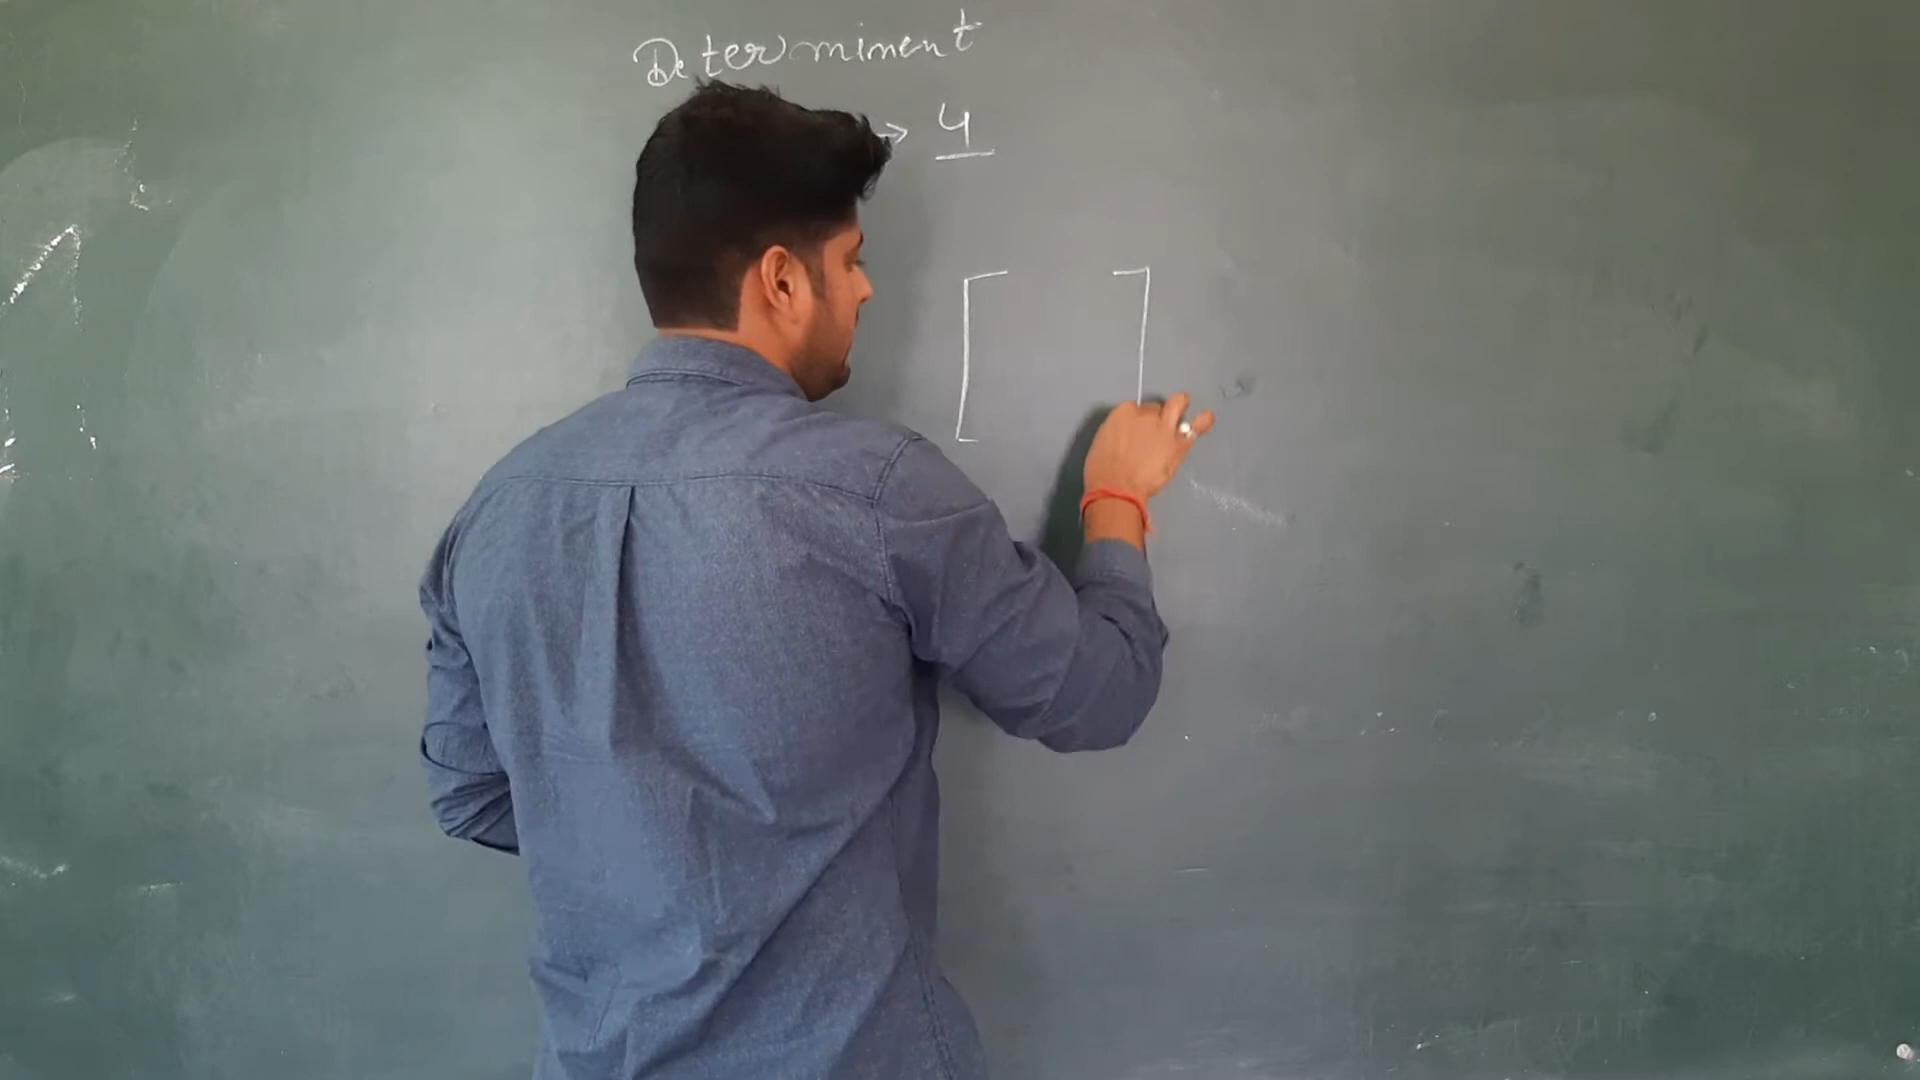 Determinent
→ 4
[ ]